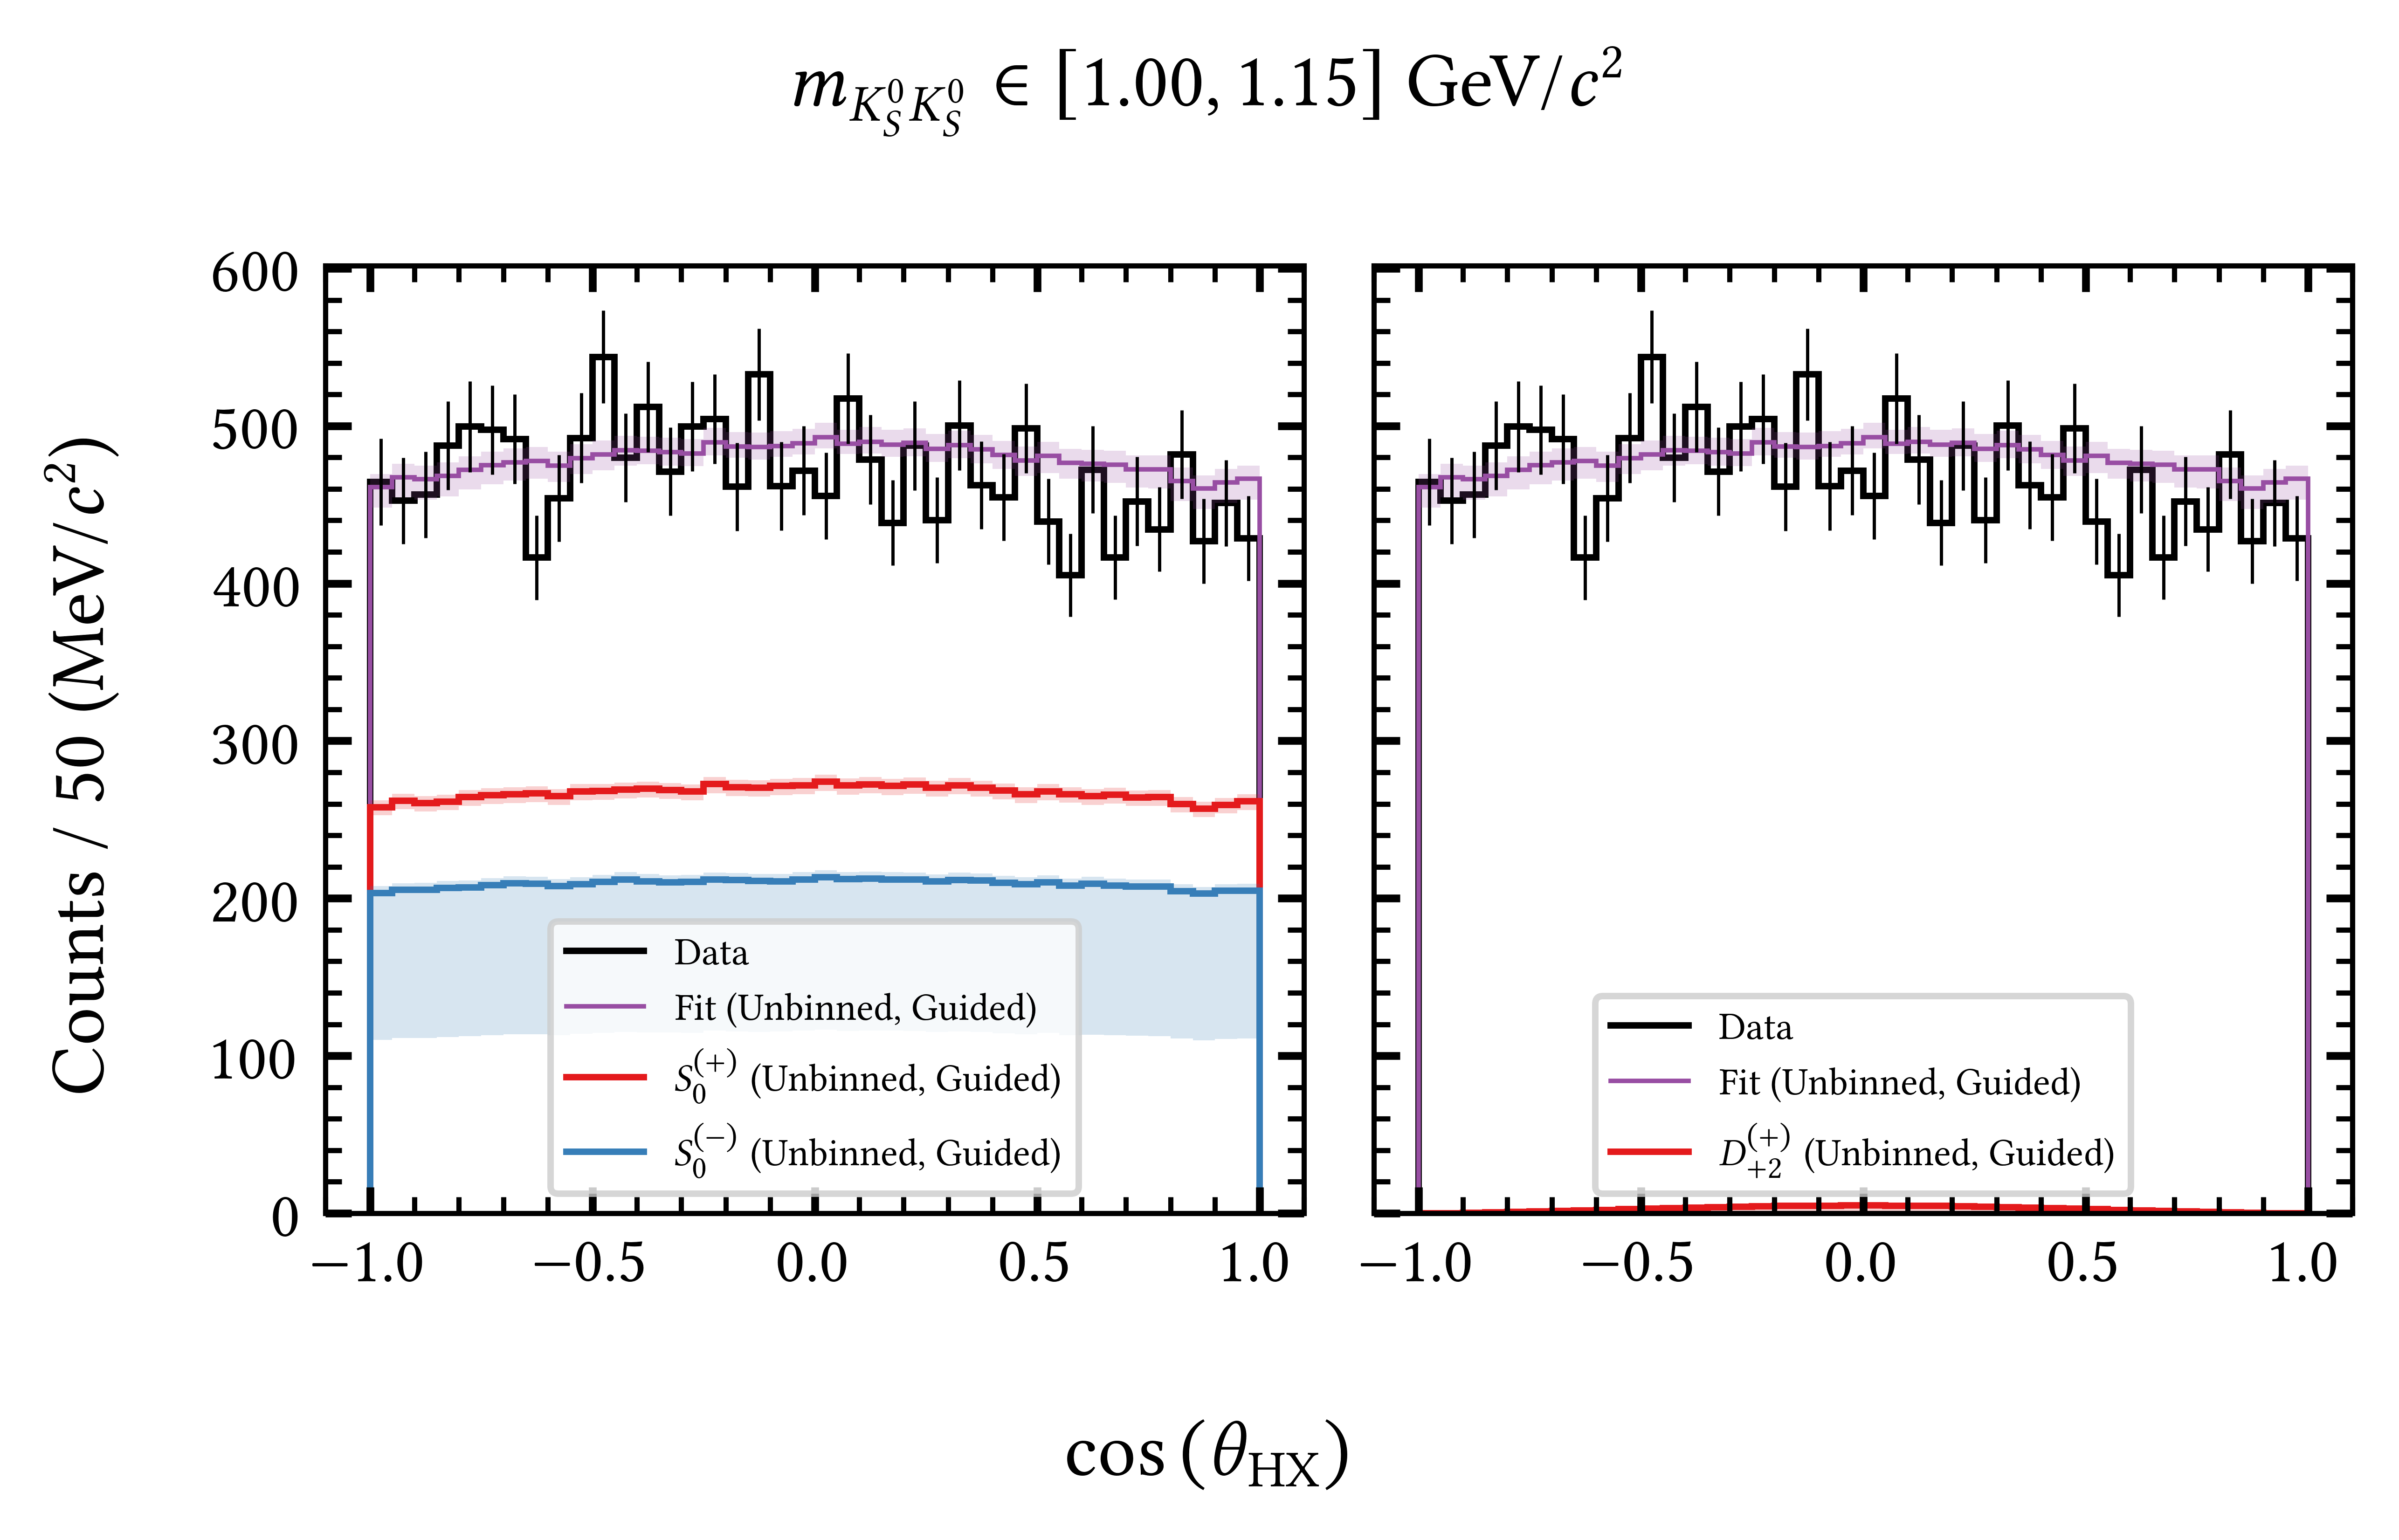 m_{K_S^0 K_S^0} ∈ [1.00, 1.15] GeV/c²
Counts / 50 (MeV/c²)
600
500
400
300
200
100
0
Data
Fit (Unbinned, Guided)
S_0^{(+)} (Unbinned, Guided)
S_0^{(−)} (Unbinned, Guided)
−1.0 −0.5 0.0 0.5 1.0
Data
Fit (Unbinned, Guided)
D_{+2}^{(+)} (Unbinned, Guided)
−1.0 −0.5 0.0 0.5 1.0
cos (θ_{HX})